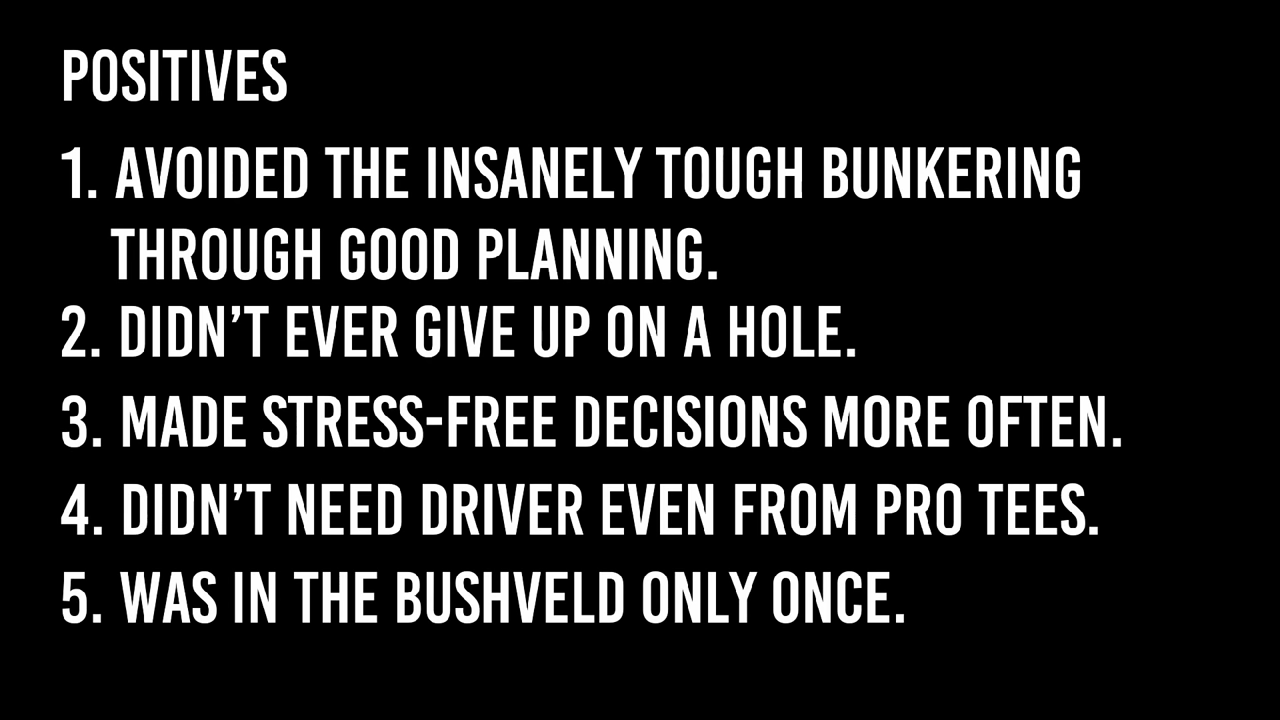 POSITIVES
1. AVOIDED THE INSANELY TOUGH BUNKERING
THROUGH GOOD PLANNING.
2. DIDN'T EVER GIVE UP ON A HOLE.
3. MADE STRESS-FREE DECISIONS MORE OFTEN.
4. DIDN'T NEED DRIVER EVEN FROM PRO TEES.
5. WAS IN THE BUSHVELD ONLY ONCE.